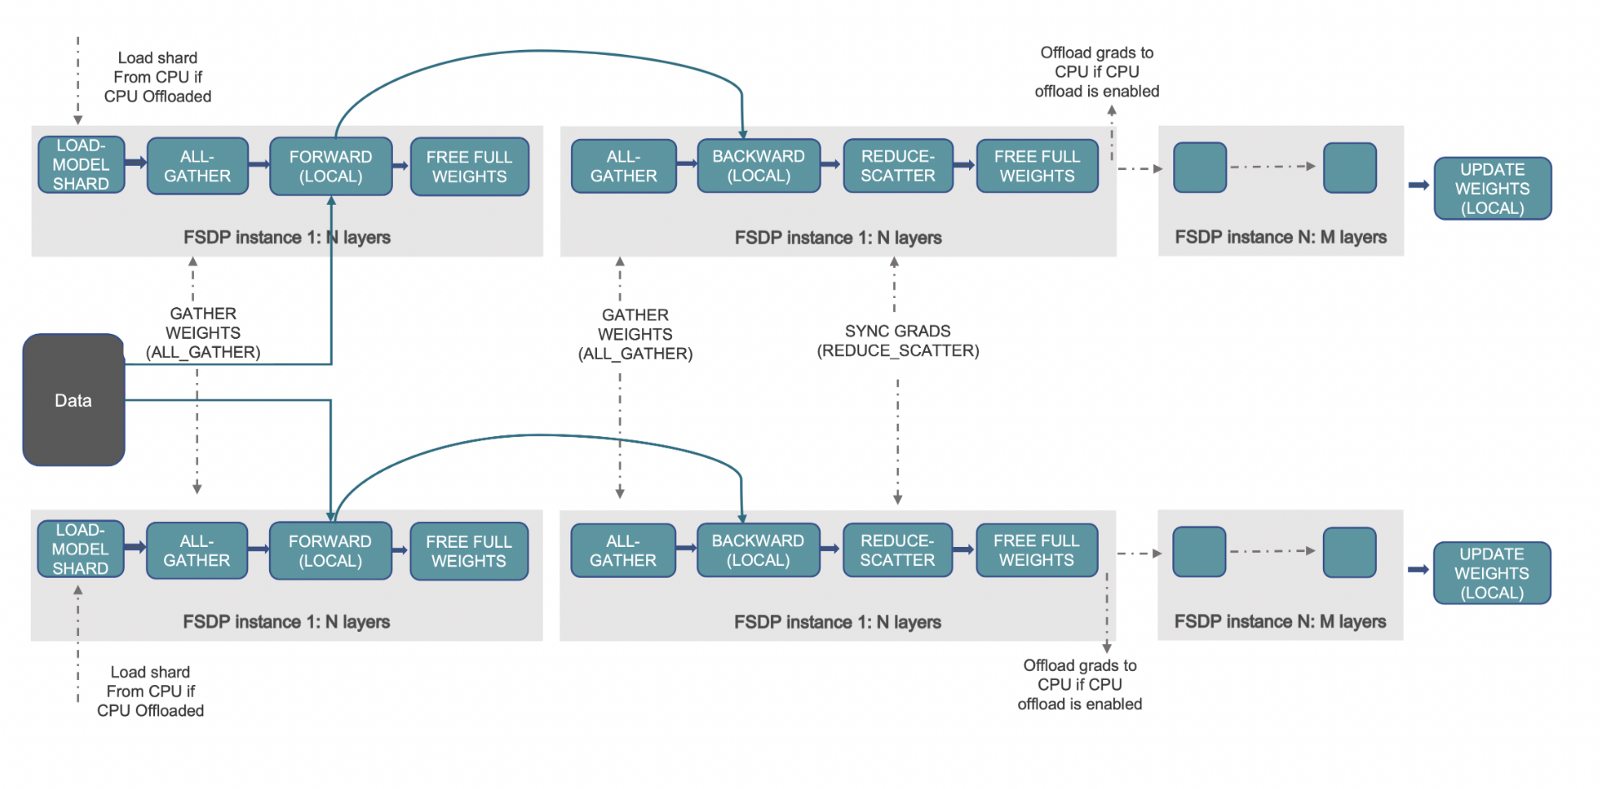 Load shard
From CPU if
CPU Offloaded
Offload grads to
CPU if CPU
offload is enabled
LOAD-
MODEL
SHARD
ALL-
GATHER
FORWARD
(LOCAL)
FREE FULL
WEIGHTS
FSDP instance 1: N layers
ALL-
GATHER
BACKWARD
(LOCAL)
REDUCE-
SCATTER
FREE FULL
WEIGHTS
FSDP instance 1: N layers
FSDP instance N: M layers
UPDATE
WEIGHTS
(LOCAL)
GATHER
WEIGHTS
(ALL_GATHER)
GATHER
WEIGHTS
(ALL_GATHER)
SYNC GRADS
(REDUCE_SCATTER)
Data
LOAD-
MODEL
SHARD
ALL-
GATHER
FORWARD
(LOCAL)
FREE FULL
WEIGHTS
FSDP instance 1: N layers
ALL-
GATHER
BACKWARD
(LOCAL)
REDUCE-
SCATTER
FREE FULL
WEIGHTS
FSDP instance 1: N layers
FSDP instance N: M layers
UPDATE
WEIGHTS
(LOCAL)
Load shard
From CPU if
CPU Offloaded
Offload grads to
CPU if CPU
offload is enabled